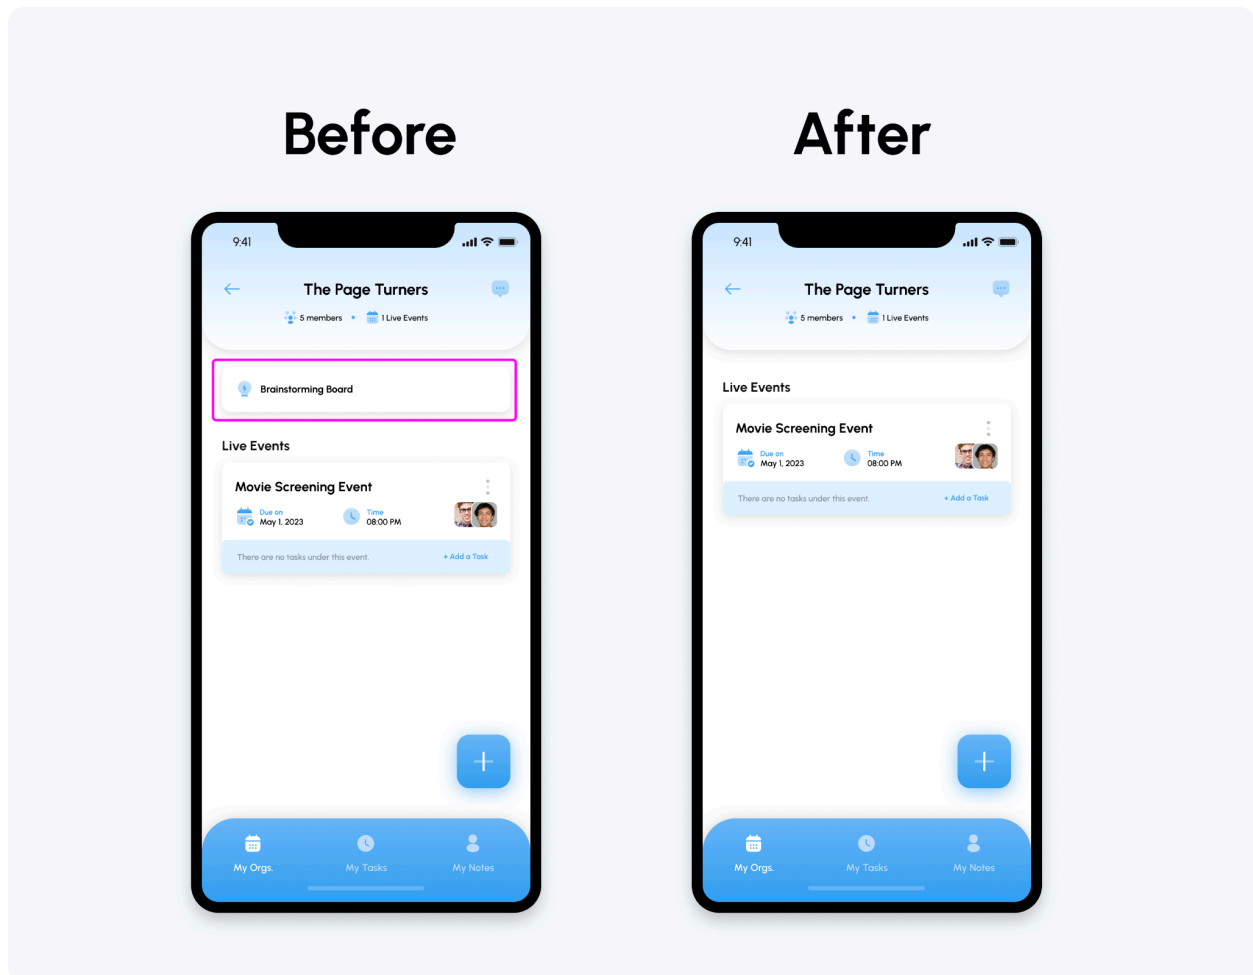 Before
9:41
The Page Turners
5 members • 1 Live Events
Brainstorming Board
Live Events
Movie Screening Event
Due on
May 1, 2023
Time
08:00 PM
There are no tasks under this event.
+ Add a Task
My Orgs.
My Tasks
My Notes
After
9:41
The Page Turners
5 members • 1 Live Events
Live Events
Movie Screening Event
Due on
May 1, 2023
Time
08:00 PM
There are no tasks under this event.
+ Add a Task
My Orgs.
My Tasks
My Notes